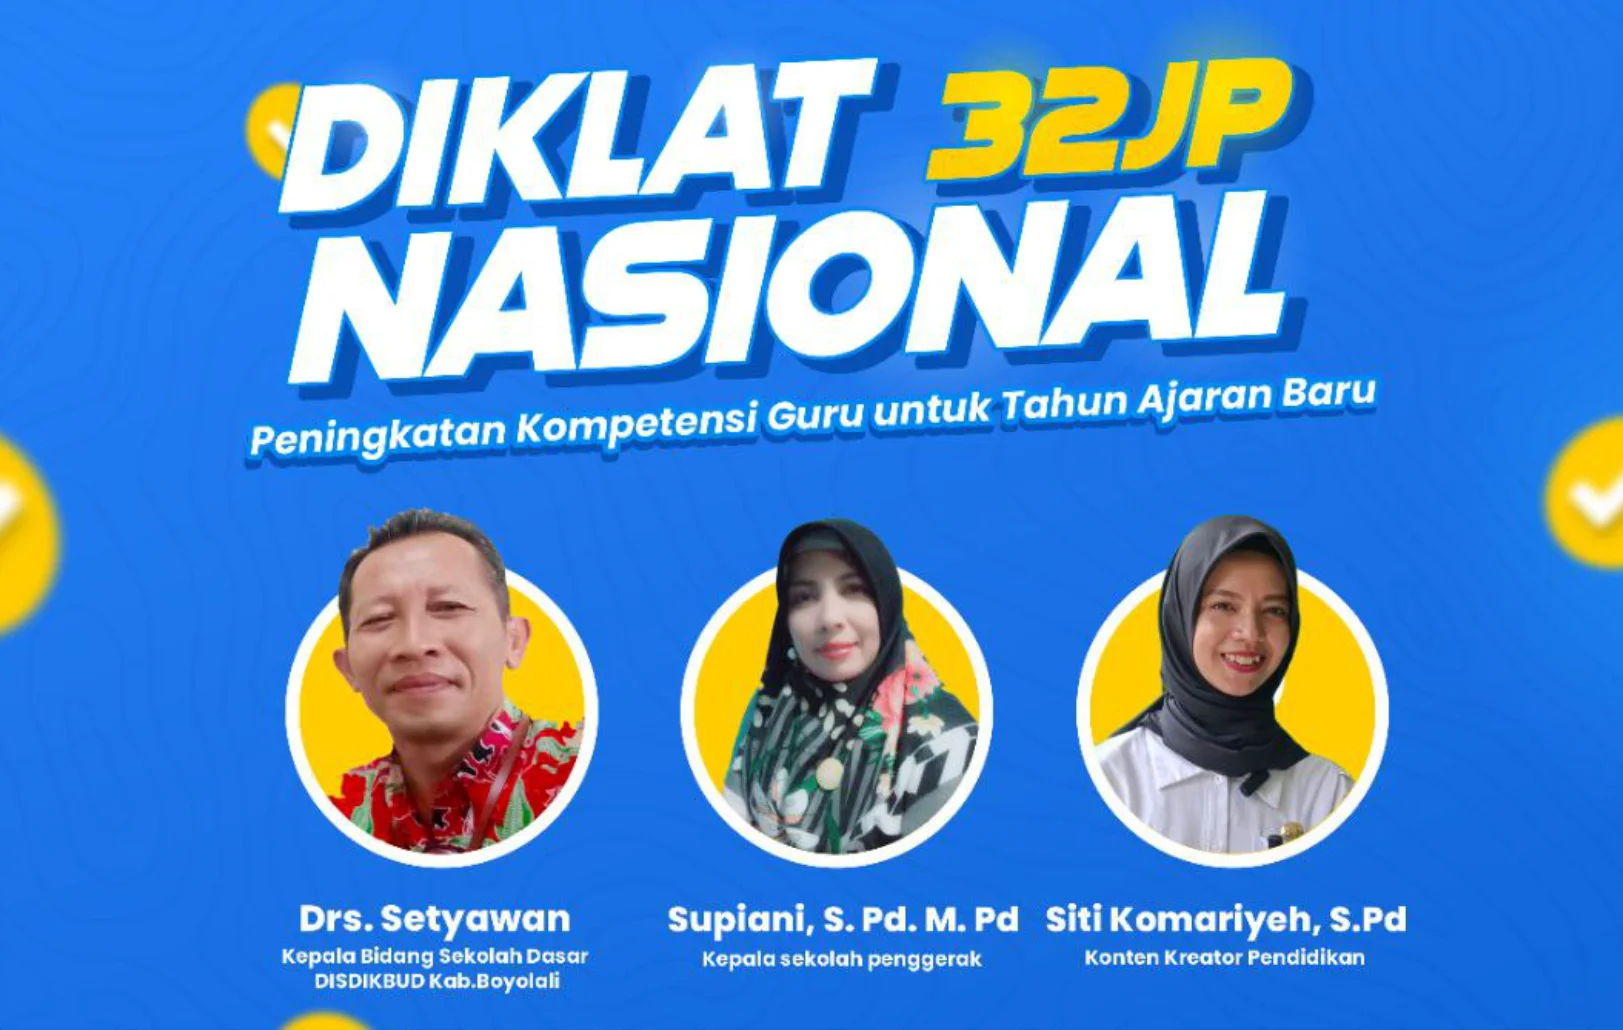 DIKLAT 32JP
NASIONAL
Peningkatan Kompetensi Guru untuk Tahun Ajaran Baru
Drs. Setyawan
Kepala Bidang Sekolah Dasar
DISDIKBUD Kab.Boyolali
Supiani, S. Pd. M. Pd
Kepala sekolah penggerak
Siti Komariyeh, S.Pd
Konten Kreator Pendidikan